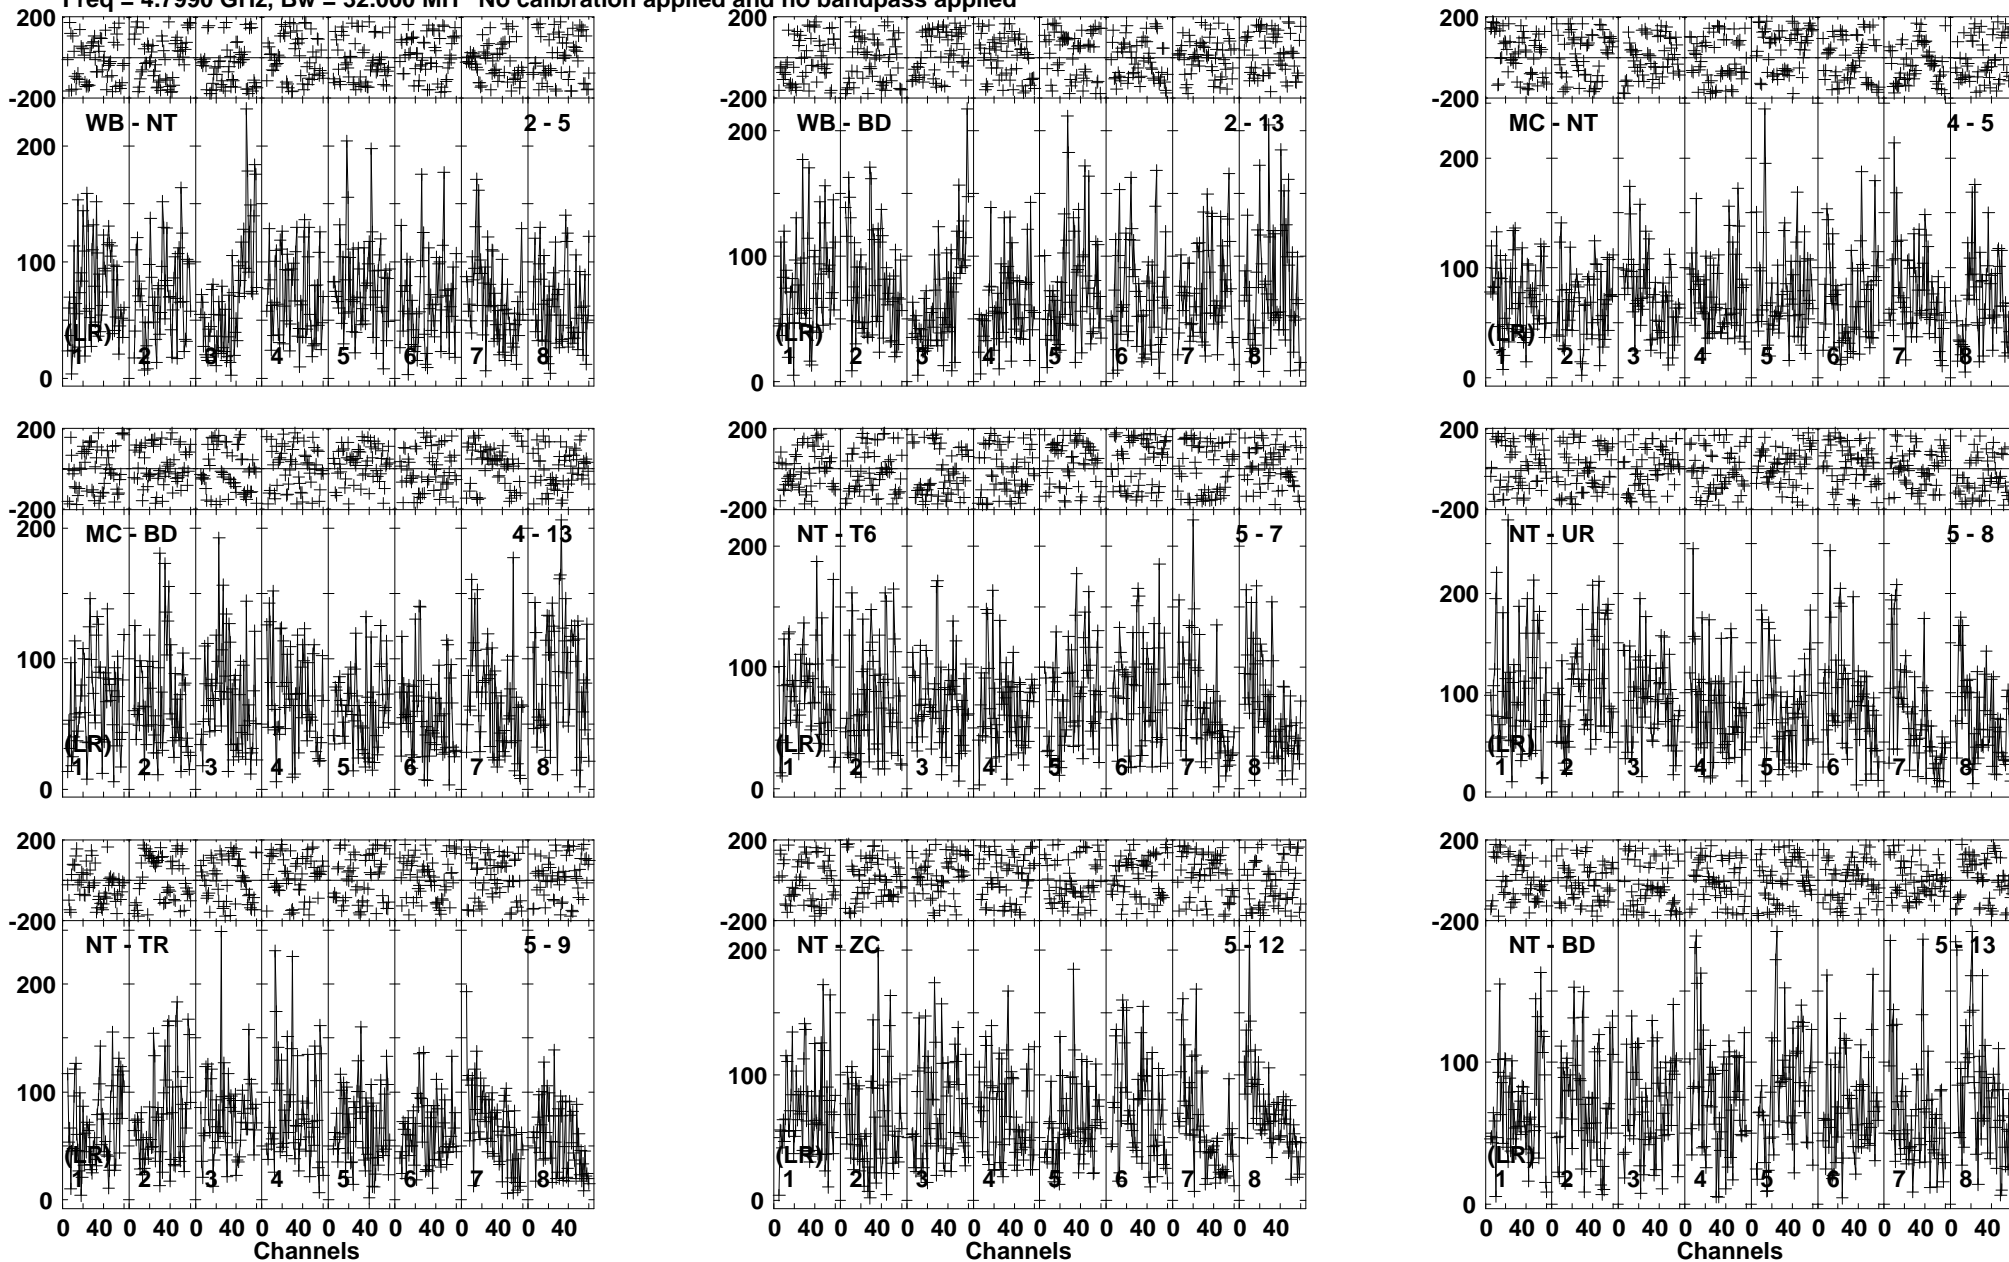 Freq = 4.7990 GHz, Bw = 32.000 MH No calibration applied and no bandpass applied
200 200 200
-200 -200 -200
WB - NT 2 - 5 WB - BD 2 - 13 MC - NT 4 - 5
200 200 200
100 100 100
(LR) (LR) (LR)
1 2 3 4 5 6 7 8 1 2 3 4 5 6 7 8 1 2 3 4 5 6 7 8
0 0 0
200 200 200
-200 -200 -200
MC - BD 4 - 13 NT - T6 5 - 7 NT - UR 5 - 8
200 200 200
100 100 100
(LR) (LR) (LR)
1 2 3 4 5 6 7 8 1 2 3 4 5 6 7 8 1 2 3 4 5 6 7 8
0 0 0
200 200 200
-200 -200 -200
NT - TR 5 - 9 NT - ZC 5 - 12 NT - BD 5 - 13
200 200
100 100 100
(LR) (LR) (LR)
1 2 3 4 5 6 7 8 1 2 3 4 5 6 7 8 1 2 3 4 5 6 7 8
0 0 0
0 40 0 40 0 40 0 40 0 40 0 40 0 40 0 40 0 40 0 40 0 40 0 40 0 40 0 40 0 40 0 40 0 40 0 40 0 40 0 40 0 40 0 40 0 40 0 40
Channels Channels Channels